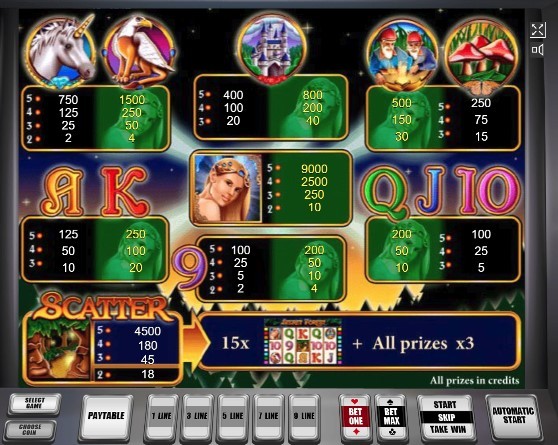 5 750 1500
4 125 250
3 25 50
2 2 4
5 400 800
4 100 200
3 20 40
500 5 250
150 4 75
30 3 15
A K
5 9000
4 2500
3 250
2 10
Q J 10
5 125 250
4 50 100
3 10 20
9
5 100 200
4 25 50
3 5 10
2 2 4
200 5 100
50 4 25
10 3 5
SCATTER
5 4500
4 180
3 45
2 18
15x + All prizes x3
All prizes in credits
SELECT GAME
CHOOSE COIN
PAYTABLE
1 LINE
3 LINE
5 LINE
7 LINE
9 LINE
BET ONE
BET MAX
START
SKIP
TAKE WIN
AUTOMATIC START